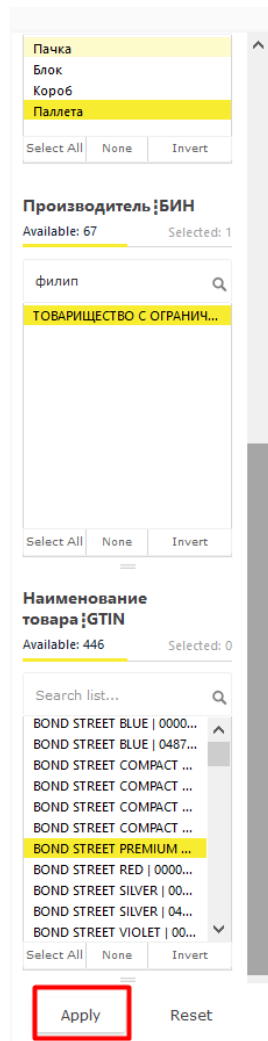 Пачка
Блок
Короб
Паллета
Select All None Invert
Производитель┆БИН
Available: 67 Selected: 1
филип
ТОВАРИЩЕСТВО С ОГРАНИЧ...
Select All None Invert
Наименование
товара┆GTIN
Available: 446 Selected: 0
Search list...
BOND STREET BLUE | 0000...
BOND STREET BLUE | 0487...
BOND STREET COMPACT ...
BOND STREET COMPACT ...
BOND STREET COMPACT ...
BOND STREET COMPACT ...
BOND STREET PREMIUM ...
BOND STREET RED | 0000...
BOND STREET SILVER | 00...
BOND STREET SILVER | 04...
BOND STREET VIOLET | 00...
Select All None Invert
Apply Reset